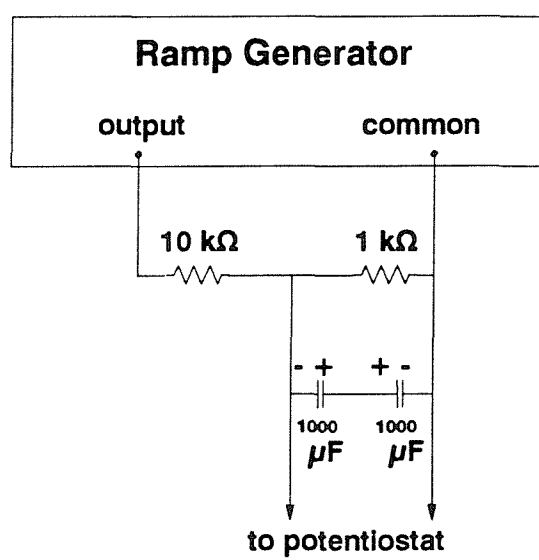 Ramp Generator
output common
10 kΩ 1 kΩ
- + + -
1000 1000
µF µF
to potentiostat